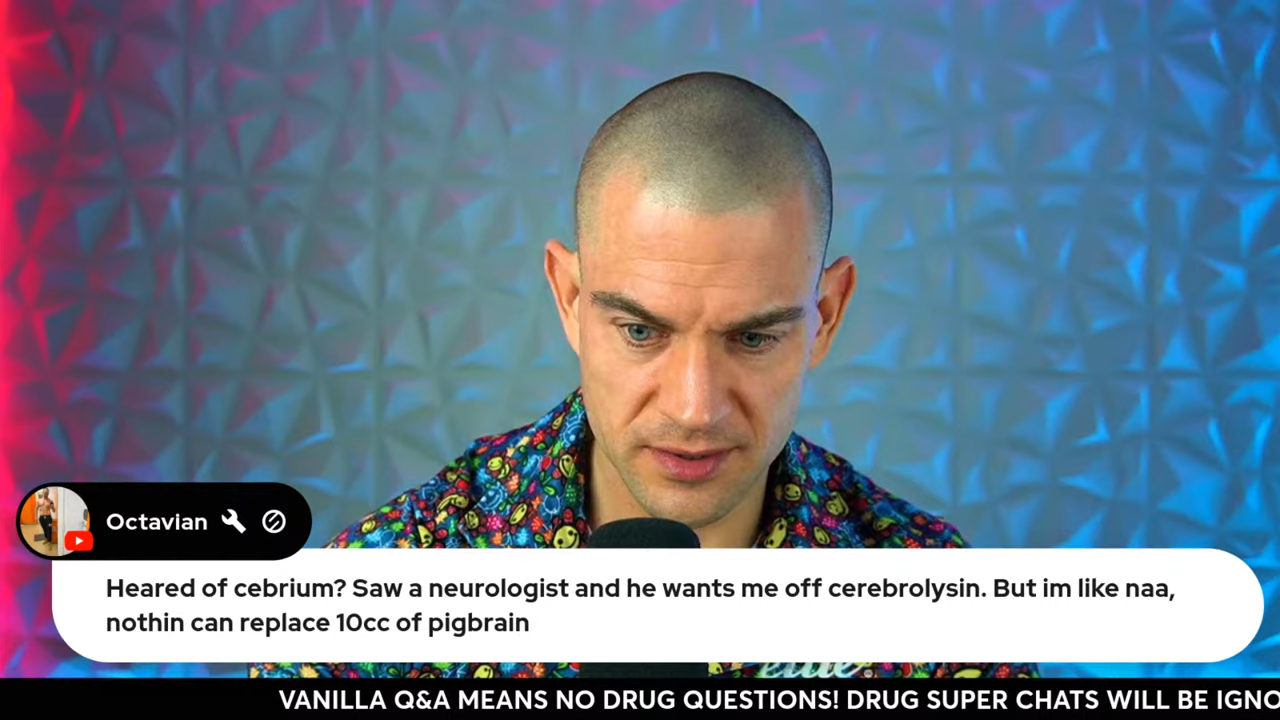 Octavian
Heared of cebrium? Saw a neurologist and he wants me off cerebrolysin. But im like naa,
nothin can replace 10cc of pigbrain
VANILLA Q&A MEANS NO DRUG QUESTIONS! DRUG SUPER CHATS WILL BE IGNO